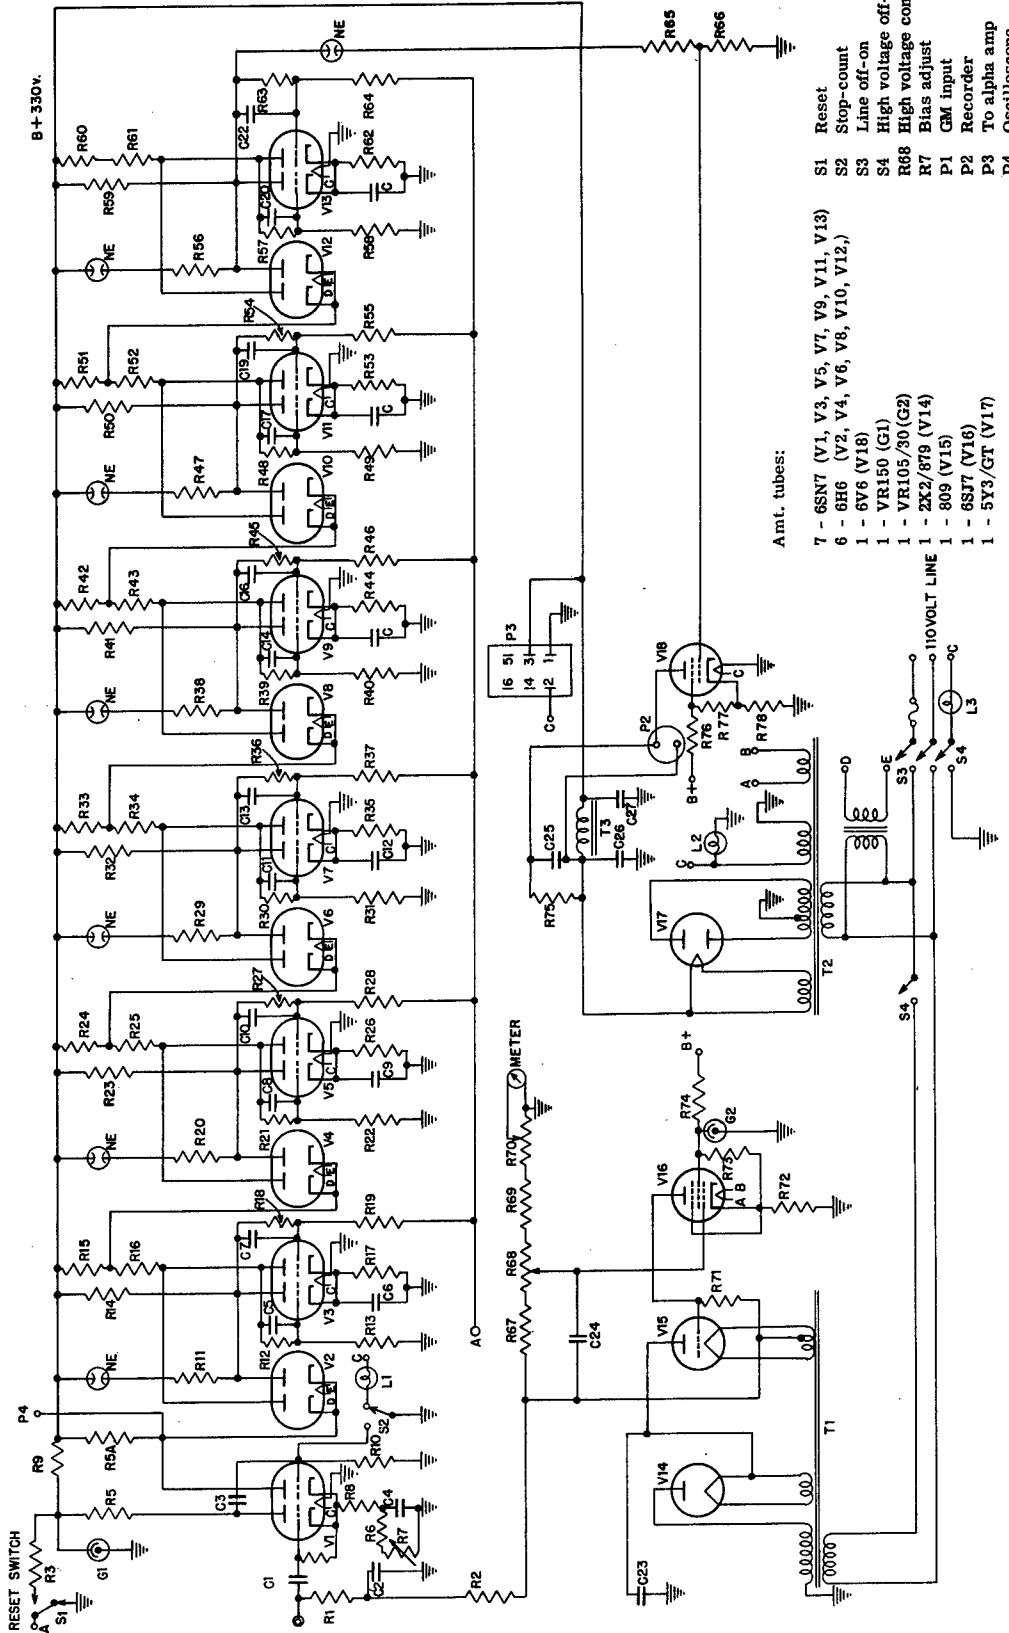 B+ 330v.
RESET SWITCH
A
S1
R3
G1
R9
P4
R5
R5A
C3
C1
V1
C
R8
R10
S2
C
L1
R6
C4
R7
C2
R1
R2
NE
R11
V2
D E
R12
C5
R14
R15
R16
V3
C
C7
R18
R13
C6
R17
R19
NE
R20
V4
D E
R21
C8
R23
R24
R25
V5
C
C10
R27
R22
C9
R26
R28
NE
R29
V6
D E
R30
C11
R32
R33
R34
V7
C
C13
R36
R31
C12
R35
R37
NE
R38
V8
D E
R39
C14
R41
R42
R43
V9
C
C16
R45
R40
C
R44
R46
NE
R47
V10
D E
R48
C17
R50
R51
R52
V11
C
C19
R54
R49
C
R53
R55
NE
R56
V12
D E
R57
C20
R59
R60
R61
V13
C
C22
R63
R58
C
R62
R64
NE
R65
R66
A
P3
6 5
4 3
2 1
C
P2
V18
C
R76
R77
R78
B+
C25
R75
T3
C26
C27
V17
C
L2
A B
T2
D
E
S3
S4
L3
C
110 VOLT LINE
S4
METER
R70
R69
R68
R67
C24
V16
A B
R74
B+
G2
R73
R72
V15
R71
V14
C23
T1
Amt. tubes:
7 - 6SN7 (V1, V3, V5, V7, V9, V11, V13)
6 - 6H6 (V2, V4, V6, V8, V10, V12,)
1 - 6V6 (V18)
1 - VR150 (G1)
1 - VR105/30 (G2)
1 - 2X2/879 (V14)
1 - 809 (V15)
1 - 6SJ7 (V16)
1 - 5Y3/GT (V17)
S1 Reset
S2 Stop-count
S3 Line off-on
S4 High voltage off-
R68 High voltage con
R7 Bias adjust
P1 GM input
P2 Recorder
P3 To alpha amp